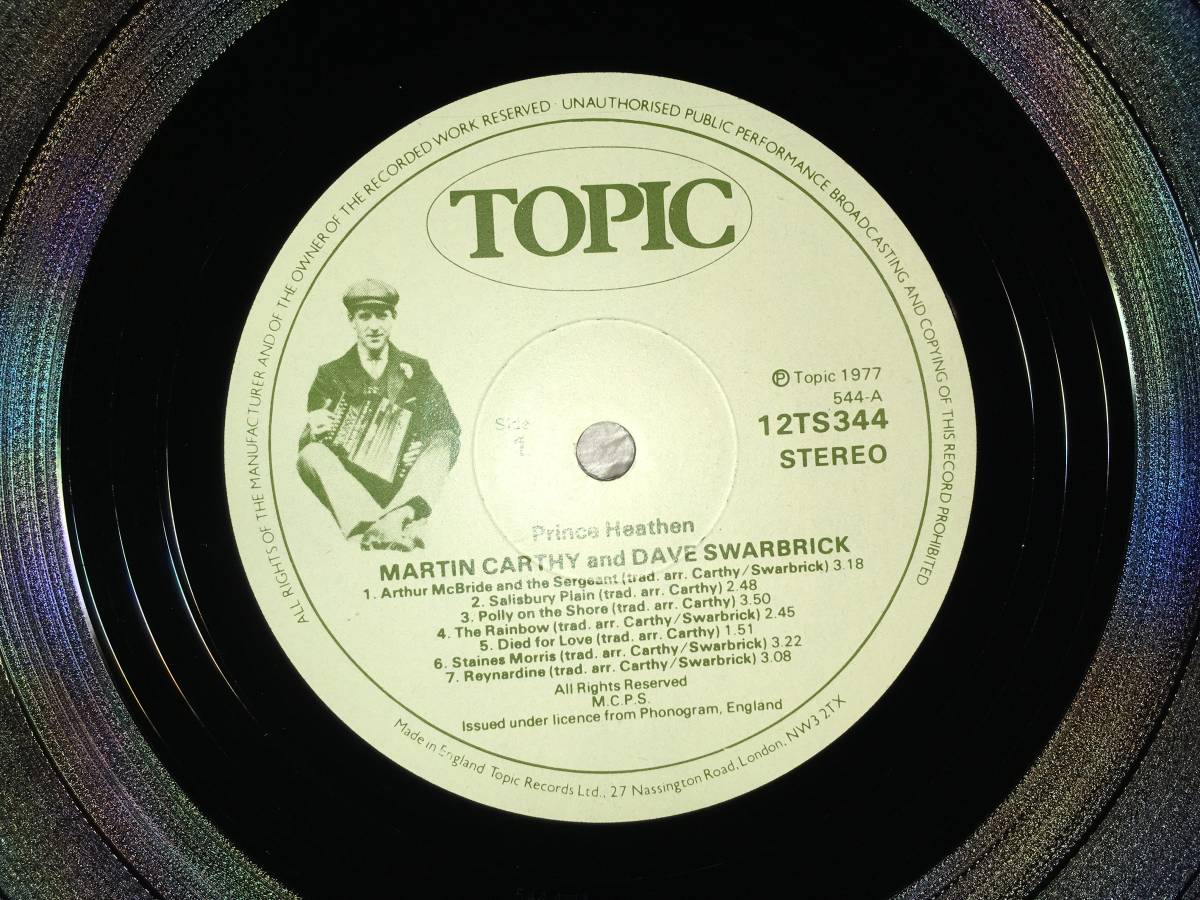 ALL RIGHTS OF THE MANUFACTURER AND OF THE OWNER OF THE RECORDED WORK RESERVED · UNAUTHORISED PUBLIC PERFORMANCE BROADCASTING AND COPYING OF THIS RECORD PROHIBITED
TOPIC
℗ Topic 1977
544-A
12TS344
STEREO
Side
1
Prince Heathen
MARTIN CARTHY and DAVE SWARBRICK
1. Arthur McBride and the Sergeant (trad. arr. Carthy/Swarbrick) 3.18
2. Salisbury Plain (trad. arr. Carthy) 2.48
3. Polly on the Shore (trad. arr. Carthy) 3.50
4. The Rainbow (trad. arr. Carthy/Swarbrick) 2.45
5. Died for Love (trad. arr. Carthy) 1.51
6. Staines Morris (trad. arr. Carthy/Swarbrick) 3.22
7. Reynardine (trad. arr. Carthy/Swarbrick) 3.08
All Rights Reserved
M.C.P.S.
Issued under licence from Phonogram, England
Made in England Topic Records Ltd., 27 Nassington Road, London, NW3 2TX